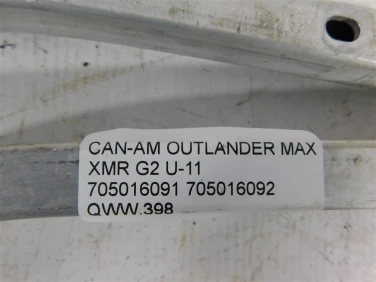 CAN-AM OUTLANDER MAX
XMR G2 U-11
705016091 705016092
QWW.398